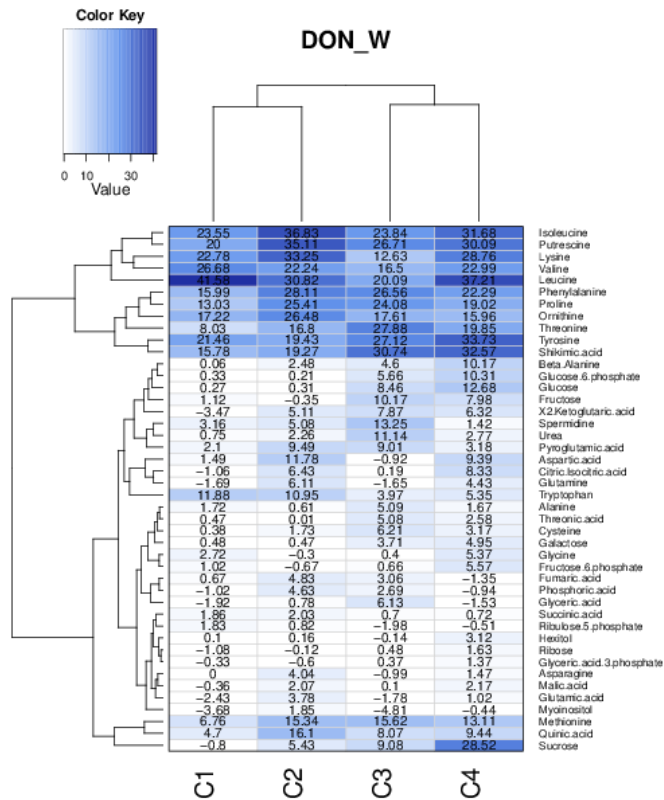 Color Key
DON_W
0 10 30
Value
23.55 36.83 23.84 31.68 Isoleucine
20 35.11 26.71 30.09 Putrescine
22.78 33.25 12.63 28.76 Lysine
26.68 22.24 16.5 22.99 Valine
41.58 30.82 20.09 37.21 Leucine
15.99 28.11 26.56 22.29 Phenylalanine
13.03 25.41 24.08 19.02 Proline
17.22 26.48 17.61 15.96 Ornithine
8.03 16.8 27.88 19.85 Threonine
21.46 19.43 27.12 33.73 Tyrosine
15.78 19.27 30.74 32.57 Shikimic.acid
0.06 2.48 4.6 10.17 Beta.Alanine
0.33 0.21 5.66 10.31 Glucose.6.phosphate
0.27 0.31 8.46 12.68 Glucose
1.12 −0.35 10.17 7.98 Fructose
−3.47 5.11 7.87 6.32 X2.Ketoglutaric.acid
3.16 5.08 13.25 1.42 Spermidine
0.75 2.26 11.14 2.77 Urea
2.1 9.49 9.01 3.18 Pyroglutamic.acid
1.49 11.78 −0.92 9.39 Aspartic.acid
−1.06 6.43 0.19 8.33 Citric.Isocitric.acid
−1.69 6.11 −1.65 4.43 Glutamine
11.88 10.95 3.97 5.35 Tryptophan
1.72 0.61 5.09 1.67 Alanine
0.47 0.01 5.08 2.58 Threonic.acid
0.38 1.73 6.21 3.17 Cysteine
0.48 0.47 3.71 4.95 Galactose
2.72 −0.3 0.4 5.37 Glycine
1.02 −0.67 0.66 5.57 Fructose.6.phosphate
0.67 4.83 3.06 −1.35 Fumaric.acid
−1.02 4.63 2.69 −0.94 Phosphoric.acid
−1.92 0.78 6.13 −1.53 Glyceric.acid
1.86 2.03 0.7 0.72 Succinic.acid
1.83 0.82 −1.98 −0.51 Ribulose.5.phosphate
0.1 0.16 −0.14 3.12 Hexitol
−1.08 −0.12 0.48 1.63 Ribose
−0.33 −0.6 0.37 1.37 Glyceric.acid.3.phosphate
0 4.04 −0.99 1.47 Asparagine
−0.36 2.07 0.1 2.17 Malic.acid
−2.43 3.78 −1.78 1.02 Glutamic.acid
−3.68 1.85 −4.81 −0.44 Myoinositol
6.76 15.34 15.62 13.11 Methionine
4.7 16.1 8.07 9.44 Quinic.acid
−0.8 5.43 9.08 28.52 Sucrose
C1 C2 C3 C4